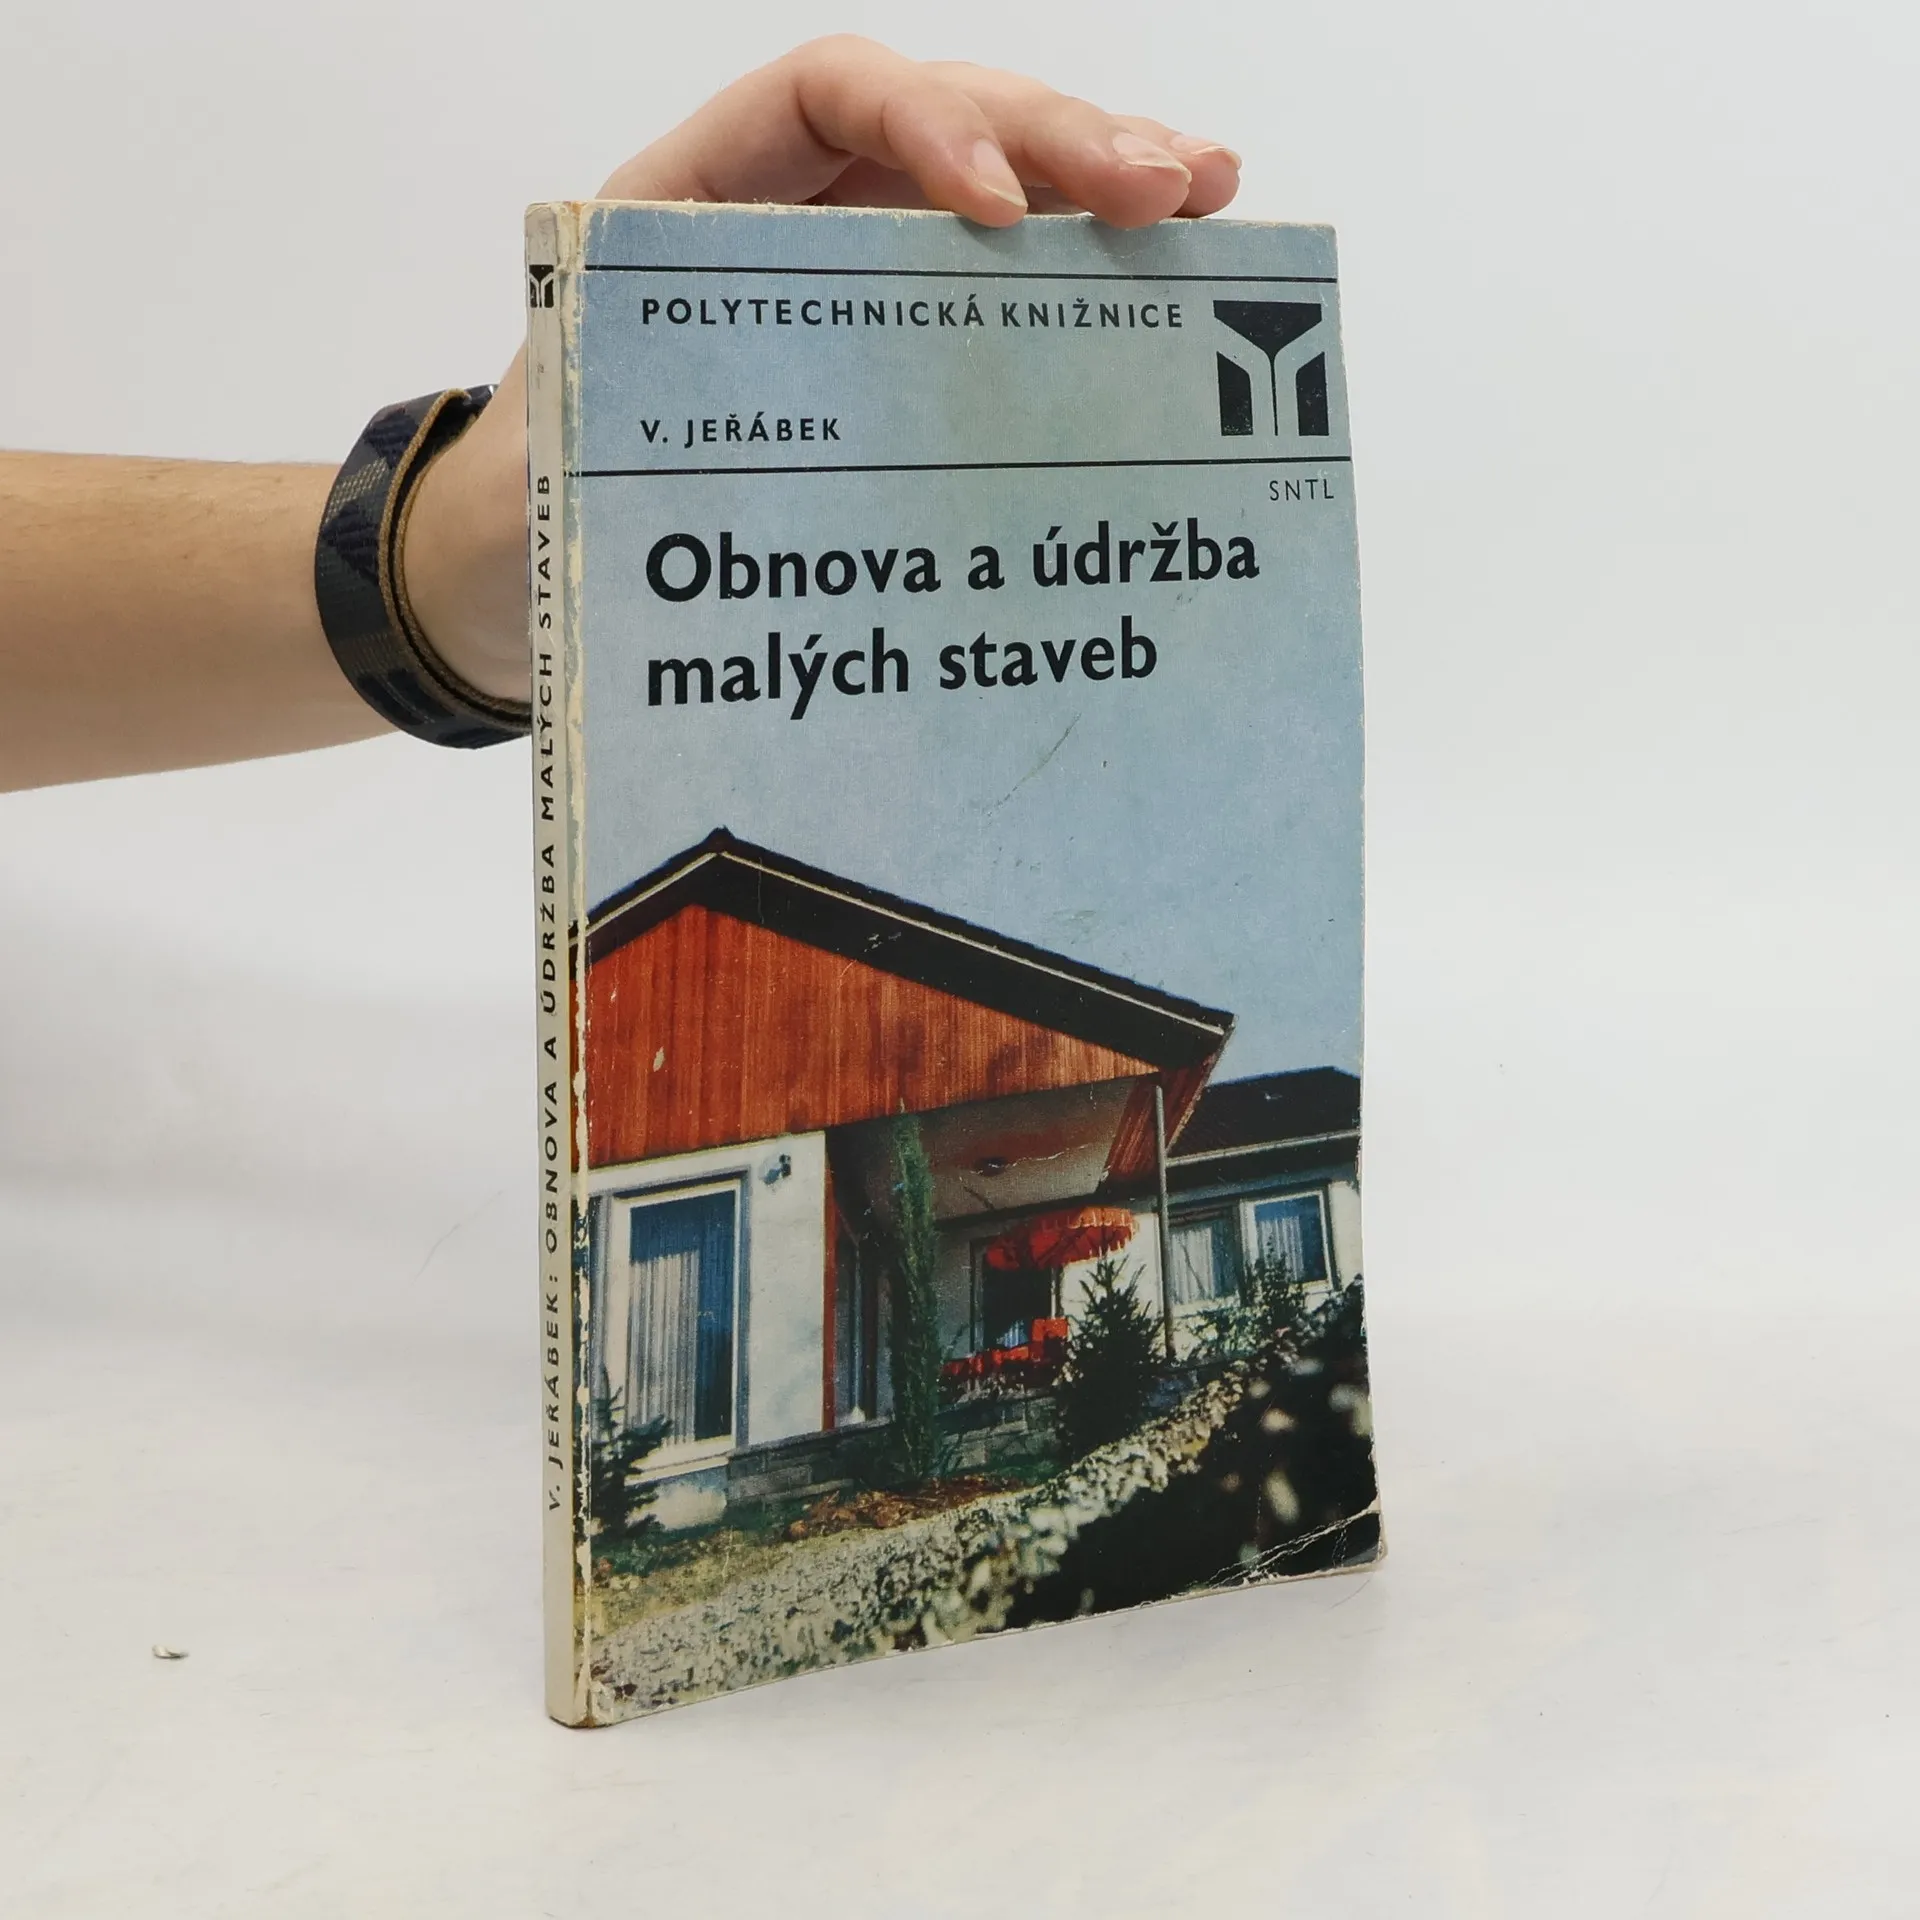 POLYTECHNICKÁ KNIŽNICE
V. JEŘÁBEK
SNTL
Obnova a údržba
malých staveb
V. JEŘÁBEK: OBNOVA A ÚDRŽBA MALÝCH STAVEB